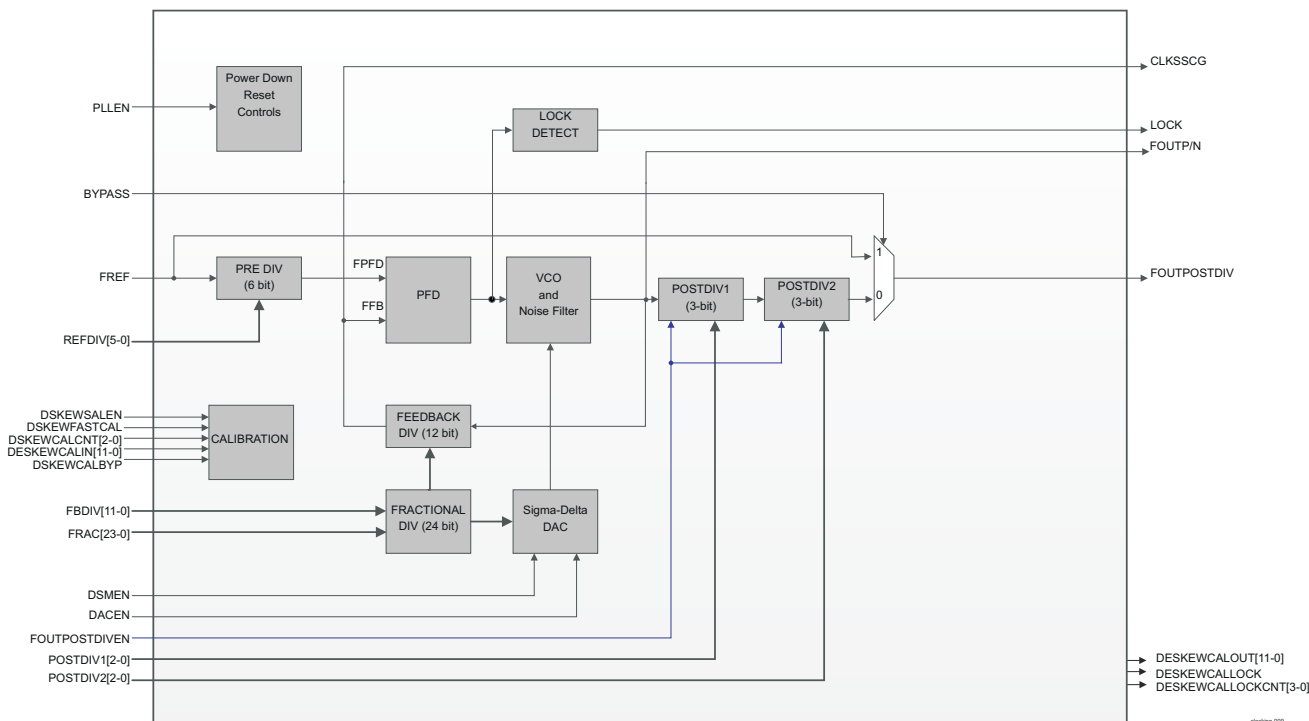 CLKSSCG
Power Down
Reset
Controls
PLLEN
LOCK
DETECT
LOCK
FOUTP/N
BYPASS
1
FREF
PRE DIV
(6 bit)
FPFD
FFB
PFD
VCO
and
Noise Filter
POSTDIV1
(3-bit)
POSTDIV2
(3-bit)
0
FOUTPOSTDIV
REFDIV[5-0]
DSKEWSALEN
DSKEWFASTCAL
DSKEWCALCNT[2-0]
DESKEWCALIN[11-0]
DSKEWCALBYP
CALIBRATION
FEEDBACK
DIV (12 bit)
FBDIV[11-0]
FRAC[23-0]
FRACTIONAL
DIV (24 bit)
Sigma-Delta
DAC
DSMEN
DACEN
FOUTPOSTDIVEN
POSTDIV1[2-0]
POSTDIV2[2-0]
DESKEWCALOUT[11-0]
DESKEWCALLOCK
DESKEWCALLOCKCNT[3-0]